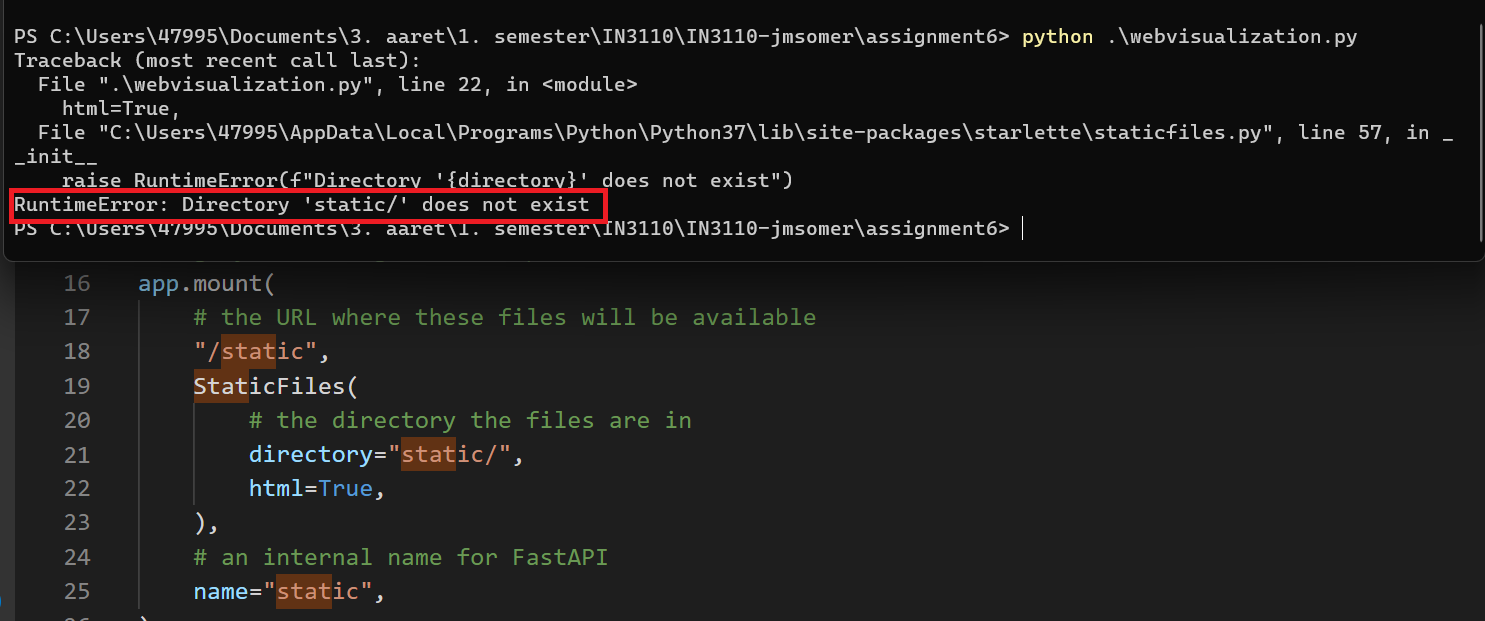 PS C:\Users\47995\Documents\3. aaret\1. semester\IN3110\IN3110-jmsomer\assignment6> python .\webvisualization.py
Traceback (most recent call last):
  File ".\webvisualization.py", line 22, in <module>
    html=True,
  File "C:\Users\47995\AppData\Local\Programs\Python\Python37\lib\site-packages\starlette\staticfiles.py", line 57, in _
_init__
    raise RuntimeError(f"Directory '{directory}' does not exist")
RuntimeError: Directory 'static/' does not exist
PS C:\Users\47995\Documents\3. aaret\1. semester\IN3110\IN3110-jmsomer\assignment6>
16 app.mount(
17     # the URL where these files will be available
18     "/static",
19     StaticFiles(
20         # the directory the files are in
21         directory="static/",
22         html=True,
23     ),
24     # an internal name for FastAPI
25     name="static",